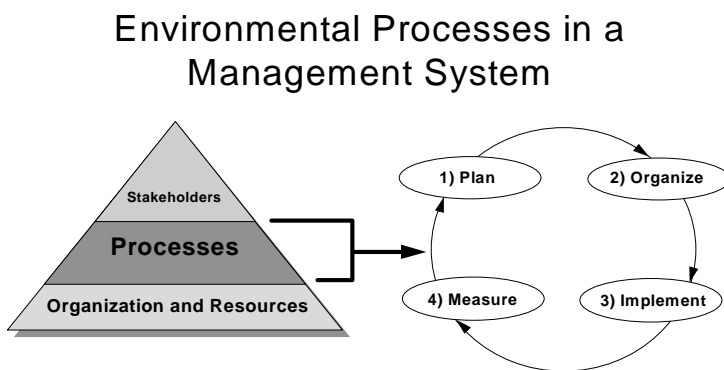 Environmental Processes in a
Management System
Stakeholders
Processes
Organization and Resources
1) Plan
2) Organize
3) Implement
4) Measure